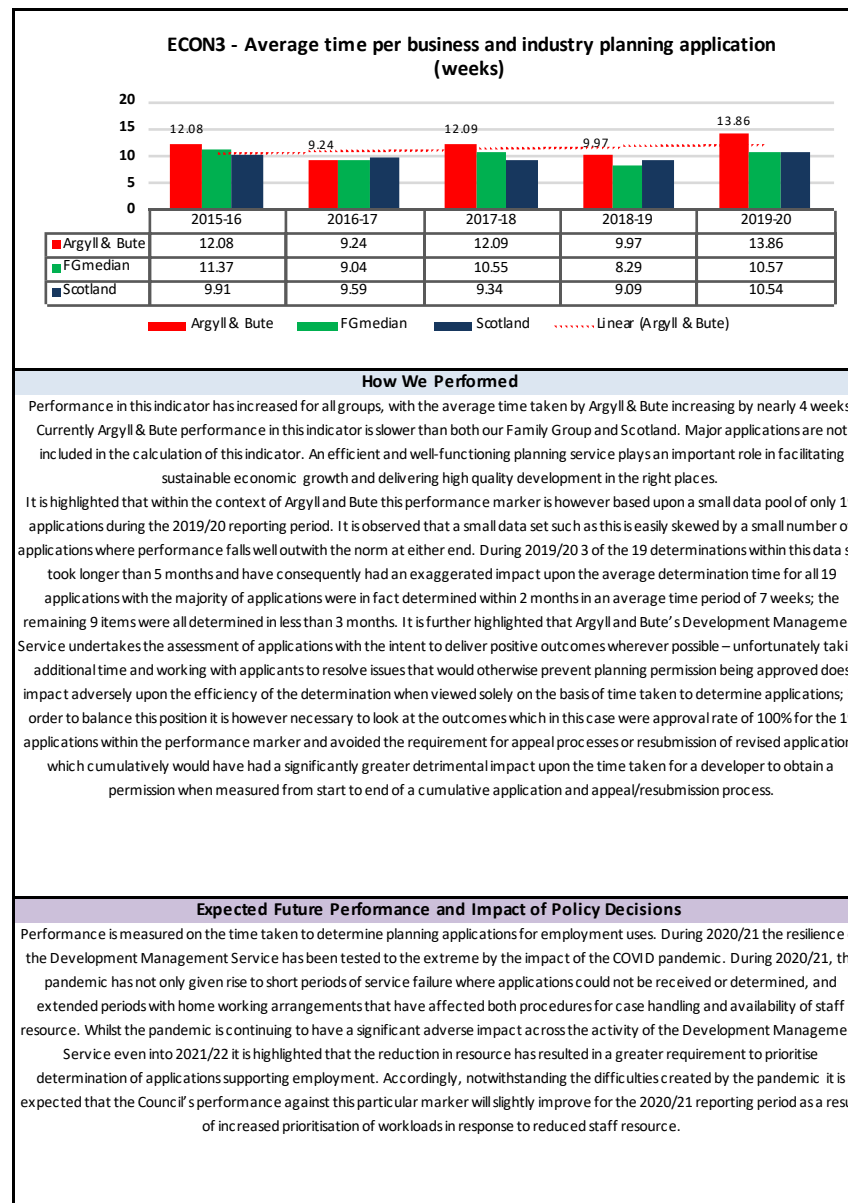 ECON3 - Average time per business and industry planning application
(weeks)
20
15
10
5
0
12.08
9.24
12.09
9.97
13.86
2015-16 2016-17 2017-18 2018-19 2019-20
Argyll & Bute 12.08 9.24 12.09 9.97 13.86
FG median 11.37 9.04 10.55 8.29 10.57
Scotland 9.91 9.59 9.34 9.09 10.54
Argyll & Bute FG median Scotland Linear (Argyll & Bute)
How We Performed
Performance in this indicator has increased for all groups, with the average time taken by Argyll & Bute increasing by nearly 4 weeks
Currently Argyll & Bute performance in this indicator is slower than both our Family Group and Scotland. Major applications are not
included in the calculation of this indicator. An efficient and well-functioning planning service plays an important role in facilitating
sustainable economic growth and delivering high quality development in the right places.
It is highlighted that within the context of Argyll and Bute this performance marker is however based upon a small data pool of only
applications during the 2019/20 reporting period. It is observed that a small data set such as this is easily skewed by a small number
applications where performance falls well outwith the norm at either end. During 2019/20 3 of the 19 determinations within this data
took longer than 5 months and have consequently had an exaggerated impact upon the average determination time for all 19
applications with the majority of applications were in fact determined within 2 months in an average time period of 7 weeks; the
remaining 9 items were all determined in less than 3 months. It is further highlighted that Argyll and Bute's Development
Service undertakes the assessment of applications with the intent to deliver positive outcomes wherever possible – unfortunately
additional time and working with applicants to resolve issues that would otherwise prevent planning permission being approved does
impact adversely upon the efficiency of the determination when viewed solely on the basis of time taken to determine applications;
order to balance this position it is however necessary to look at the outcomes which in this case were approval rate of 100% for the
applications within the performance marker and avoided the requirement for appeal processes or resubmission of revised
which cumulatively would have had a significantly greater detrimental impact upon the time taken for a developer to obtain a
permission when measured from start to end of a cumulative application and appeal/resubmission process.
Expected Future Performance and Impact of Policy Decisions
Performance is measured on the time taken to determine planning applications for employment uses. During 2020/21 the resilience
the Development Management Service has been tested to the extreme by the impact of the COVID pandemic. During 2020/21,
pandemic has not only given rise to short periods of service failure where applications could not be received or determined, and
extended periods with home working arrangements that have affected both procedures for case handling and availability of staff
resource. Whilst the pandemic is continuing to have a significant adverse impact across the activity of the Development
Service even into 2021/22 it is highlighted that the reduction in resource has resulted in a greater requirement to prioritise
determination of applications supporting employment. Accordingly, notwithstanding the difficulties created by the pandemic it is
expected that the Council's performance against this particular marker will slightly improve for the 2020/21 reporting period as a
of increased prioritisation of workloads in response to reduced staff resource.